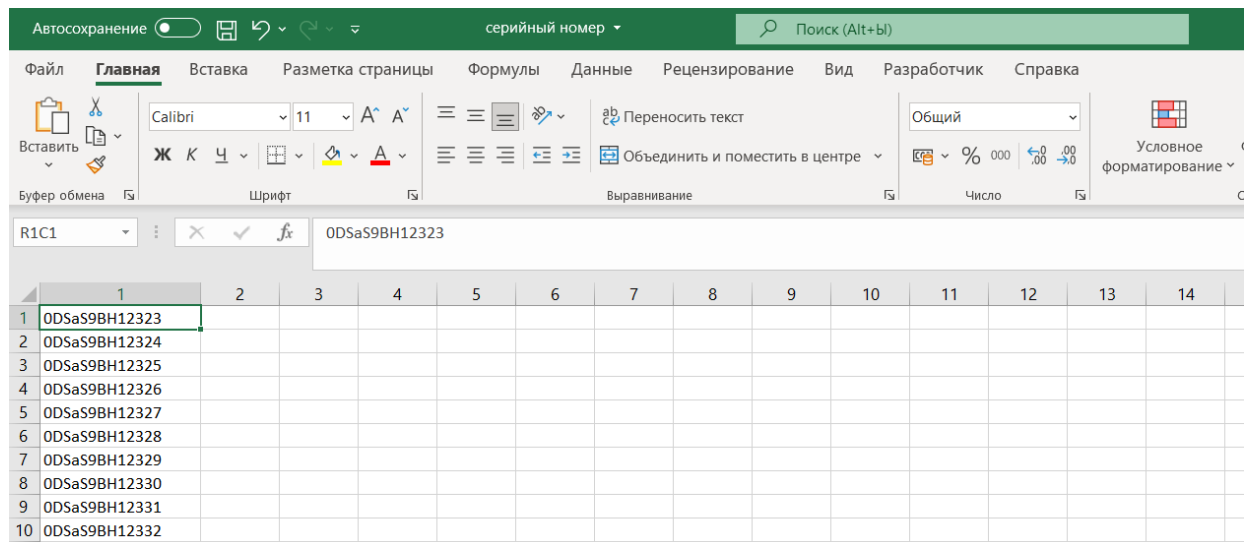 Автосохранение серийный номер Поиск (Alt+Ы)
Файл Главная Вставка Разметка страницы Формулы Данные Рецензирование Вид Разработчик Справка
Calibri 11 A^ A˅ ab Переносить текст Общий
Вставить Ж К Ч Объединить и поместить в центре % 000 Условное форматирование
Буфер обмена Шрифт Выравнивание Число
R1C1 fx 0DSaS9BH12323
1 2 3 4 5 6 7 8 9 10 11 12 13 14
1 0DSaS9BH12323
2 0DSaS9BH12324
3 0DSaS9BH12325
4 0DSaS9BH12326
5 0DSaS9BH12327
6 0DSaS9BH12328
7 0DSaS9BH12329
8 0DSaS9BH12330
9 0DSaS9BH12331
10 0DSaS9BH12332